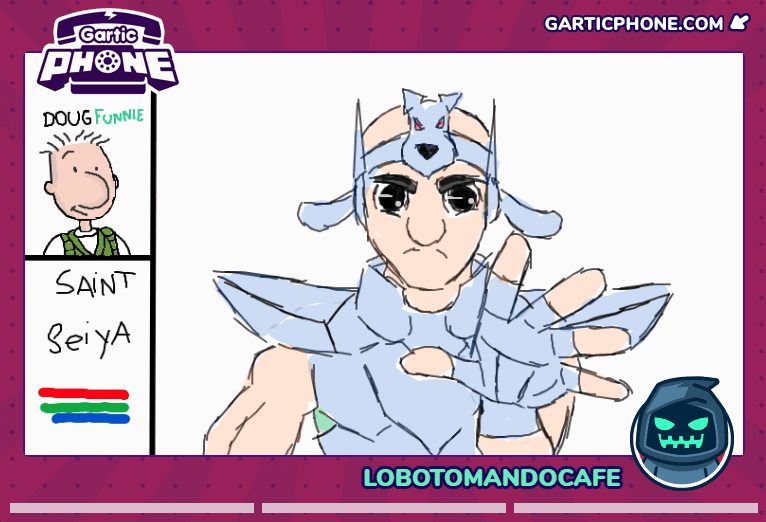 Gartic
PHONE
GARTICPHONE.COM
DOUG FUNNIE
SAINT
SEIYA
LOBOTOMANDOCAFE